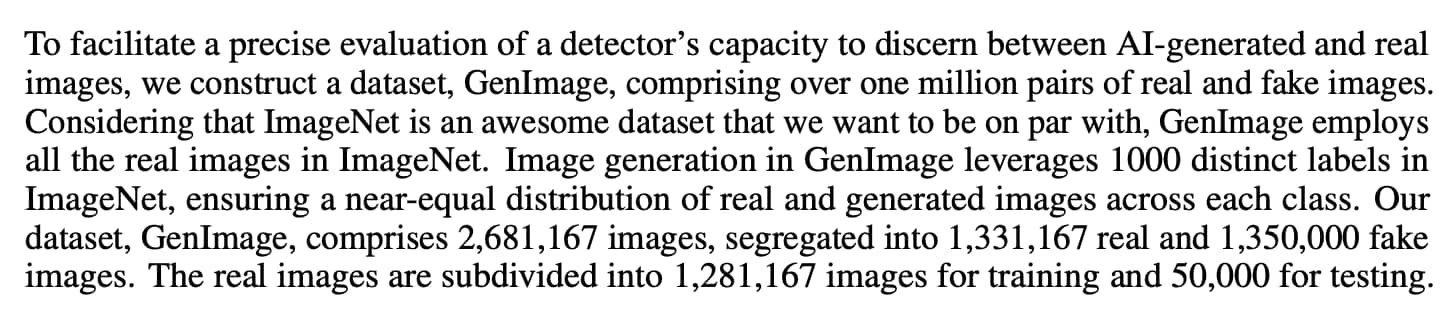 To facilitate a precise evaluation of a detector’s capacity to discern between AI-generated and real
images, we construct a dataset, GenImage, comprising over one million pairs of real and fake images.
Considering that ImageNet is an awesome dataset that we want to be on par with, GenImage employs
all the real images in ImageNet. Image generation in GenImage leverages 1000 distinct labels in
ImageNet, ensuring a near-equal distribution of real and generated images across each class. Our
dataset, GenImage, comprises 2,681,167 images, segregated into 1,331,167 real and 1,350,000 fake
images. The real images are subdivided into 1,281,167 images for training and 50,000 for testing.